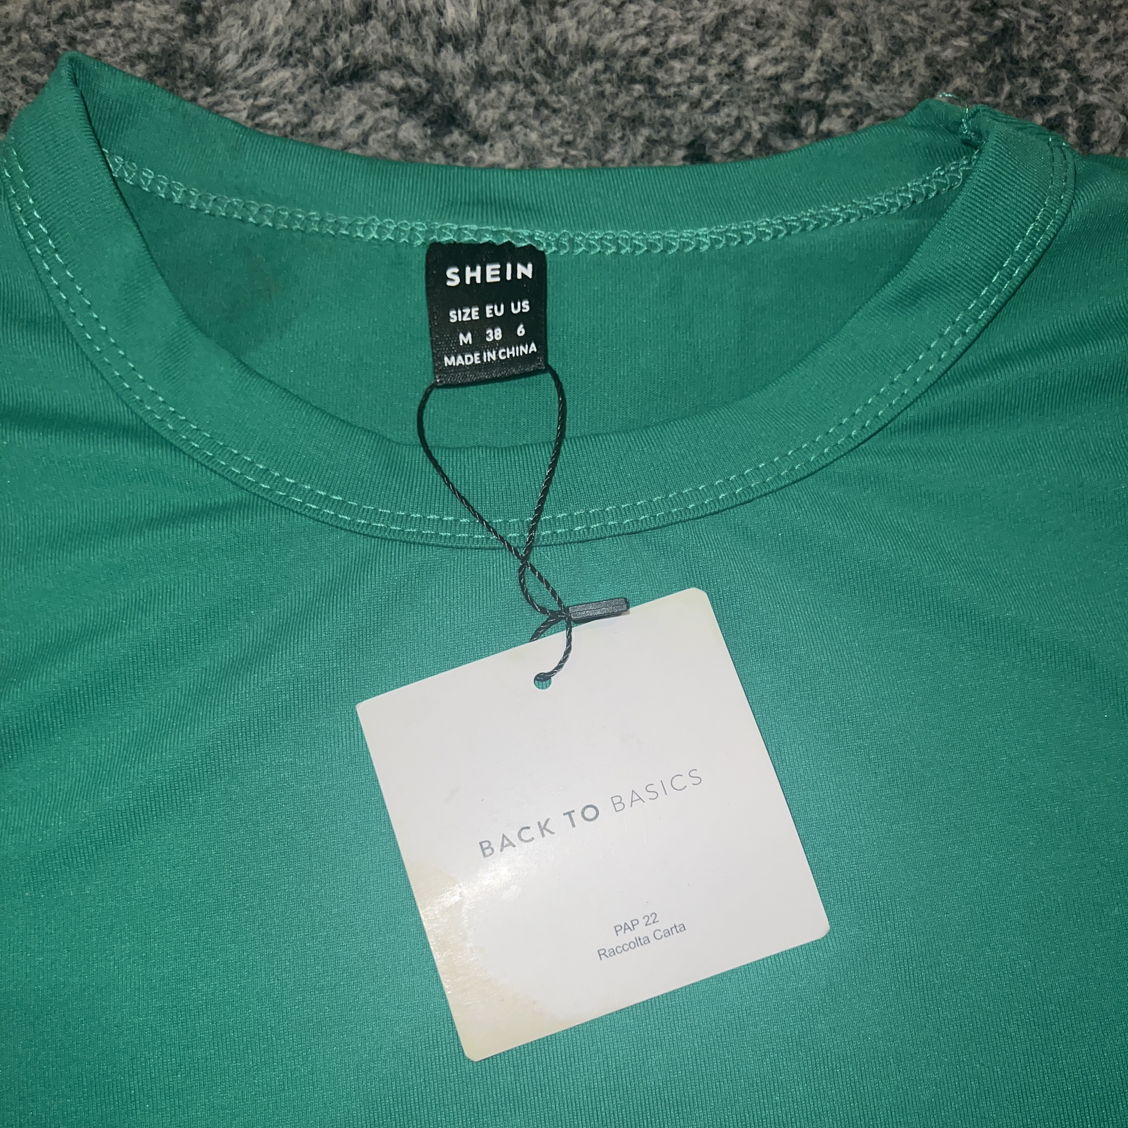 SHEIN
SIZE EU US
M 38 6
MADE IN CHINA
BACK TO BASICS
PAP 22
Raccolta Carta